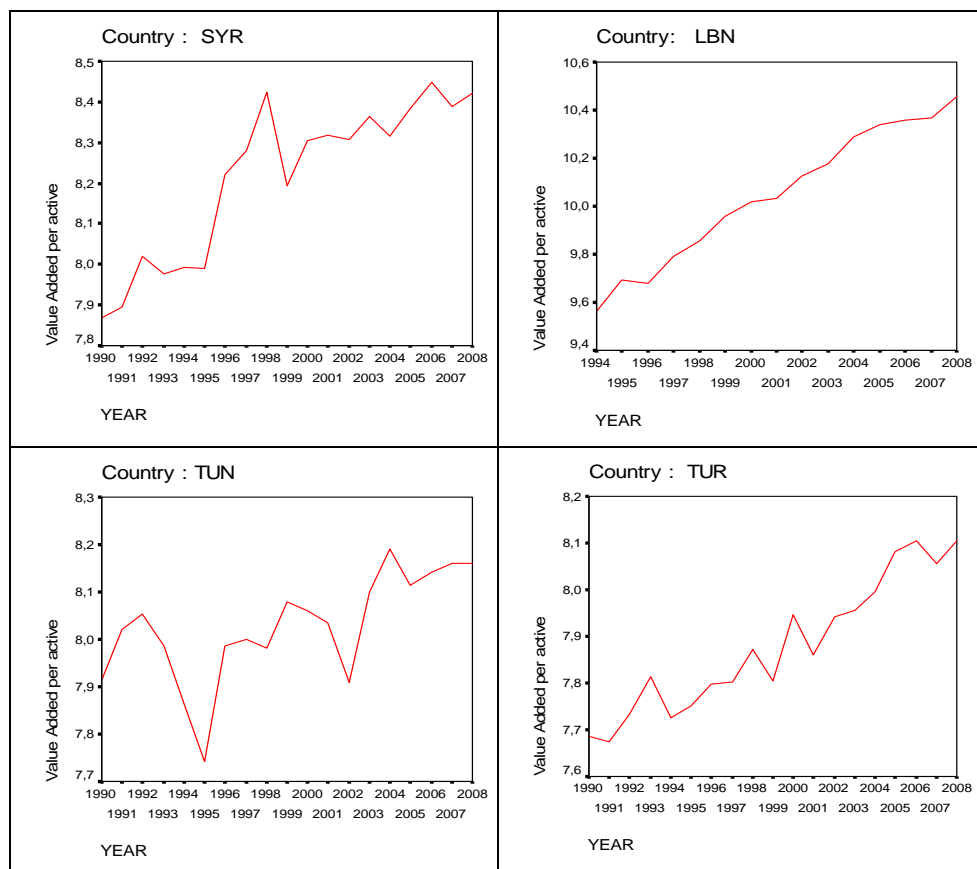 Country : SYR
8,5
8,4
8,3
8,2
8,1
8,0
7,9
7,8
Value Added per active
1990 1992 1994 1996 1998 2000 2002 2004 2006 2008
1991 1993 1995 1997 1999 2001 2003 2005 2007
YEAR
Country: LBN
10,6
10,4
10,2
10,0
9,8
9,6
9,4
Value Added per active
1994 1996 1998 2000 2002 2004 2006 2008
1995 1997 1999 2001 2003 2005 2007
YEAR
Country : TUN
8,3
8,2
8,1
8,0
7,9
7,8
7,7
Value Added per active
1990 1992 1994 1996 1998 2000 2002 2004 2006 2008
1991 1993 1995 1997 1999 2001 2003 2005 2007
YEAR
Country : TUR
8,2
8,1
8,0
7,9
7,8
7,7
7,6
Value Added per active
1990 1992 1994 1996 1998 2000 2002 2004 2006 2008
1991 1993 1995 1997 1999 2001 2003 2005 2007
YEAR